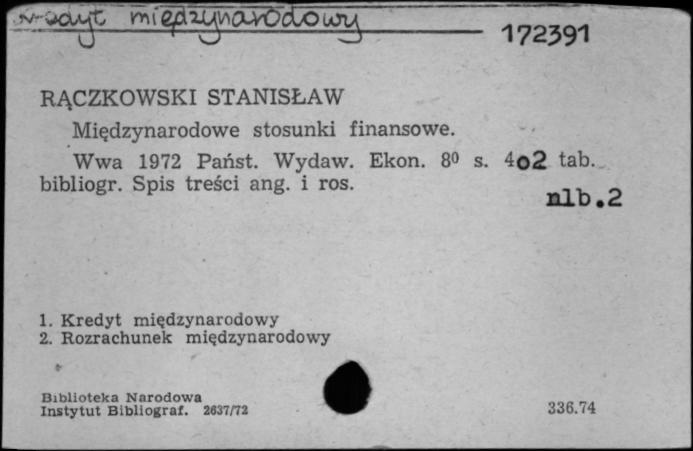 Kredyt międzynarodowy
172391
RĄCZKOWSKI STANISŁAW
Międzynarodowe stosunki finansowe.
Wwa 1972 Państ. Wydaw. Ekon. 8⁰ s. 402 tab.
bibliogr. Spis treści ang. i ros.
nlb.2
1. Kredyt międzynarodowy
2. Rozrachunek międzynarodowy
Biblioteka Narodowa
Instytut Bibliograf. 2637/72
336.74